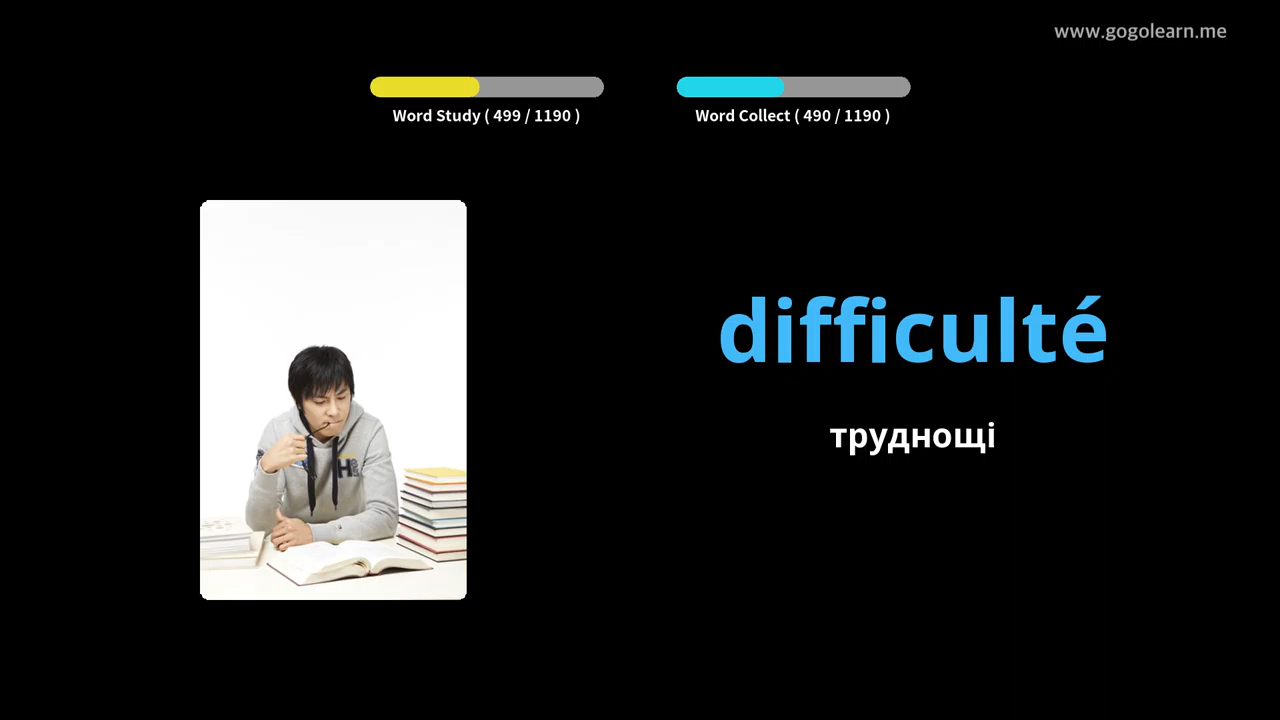 www.gogolearn.me
Word Study ( 499 / 1190 )
Word Collect ( 490 / 1190 )
difficulté
труднощі
H